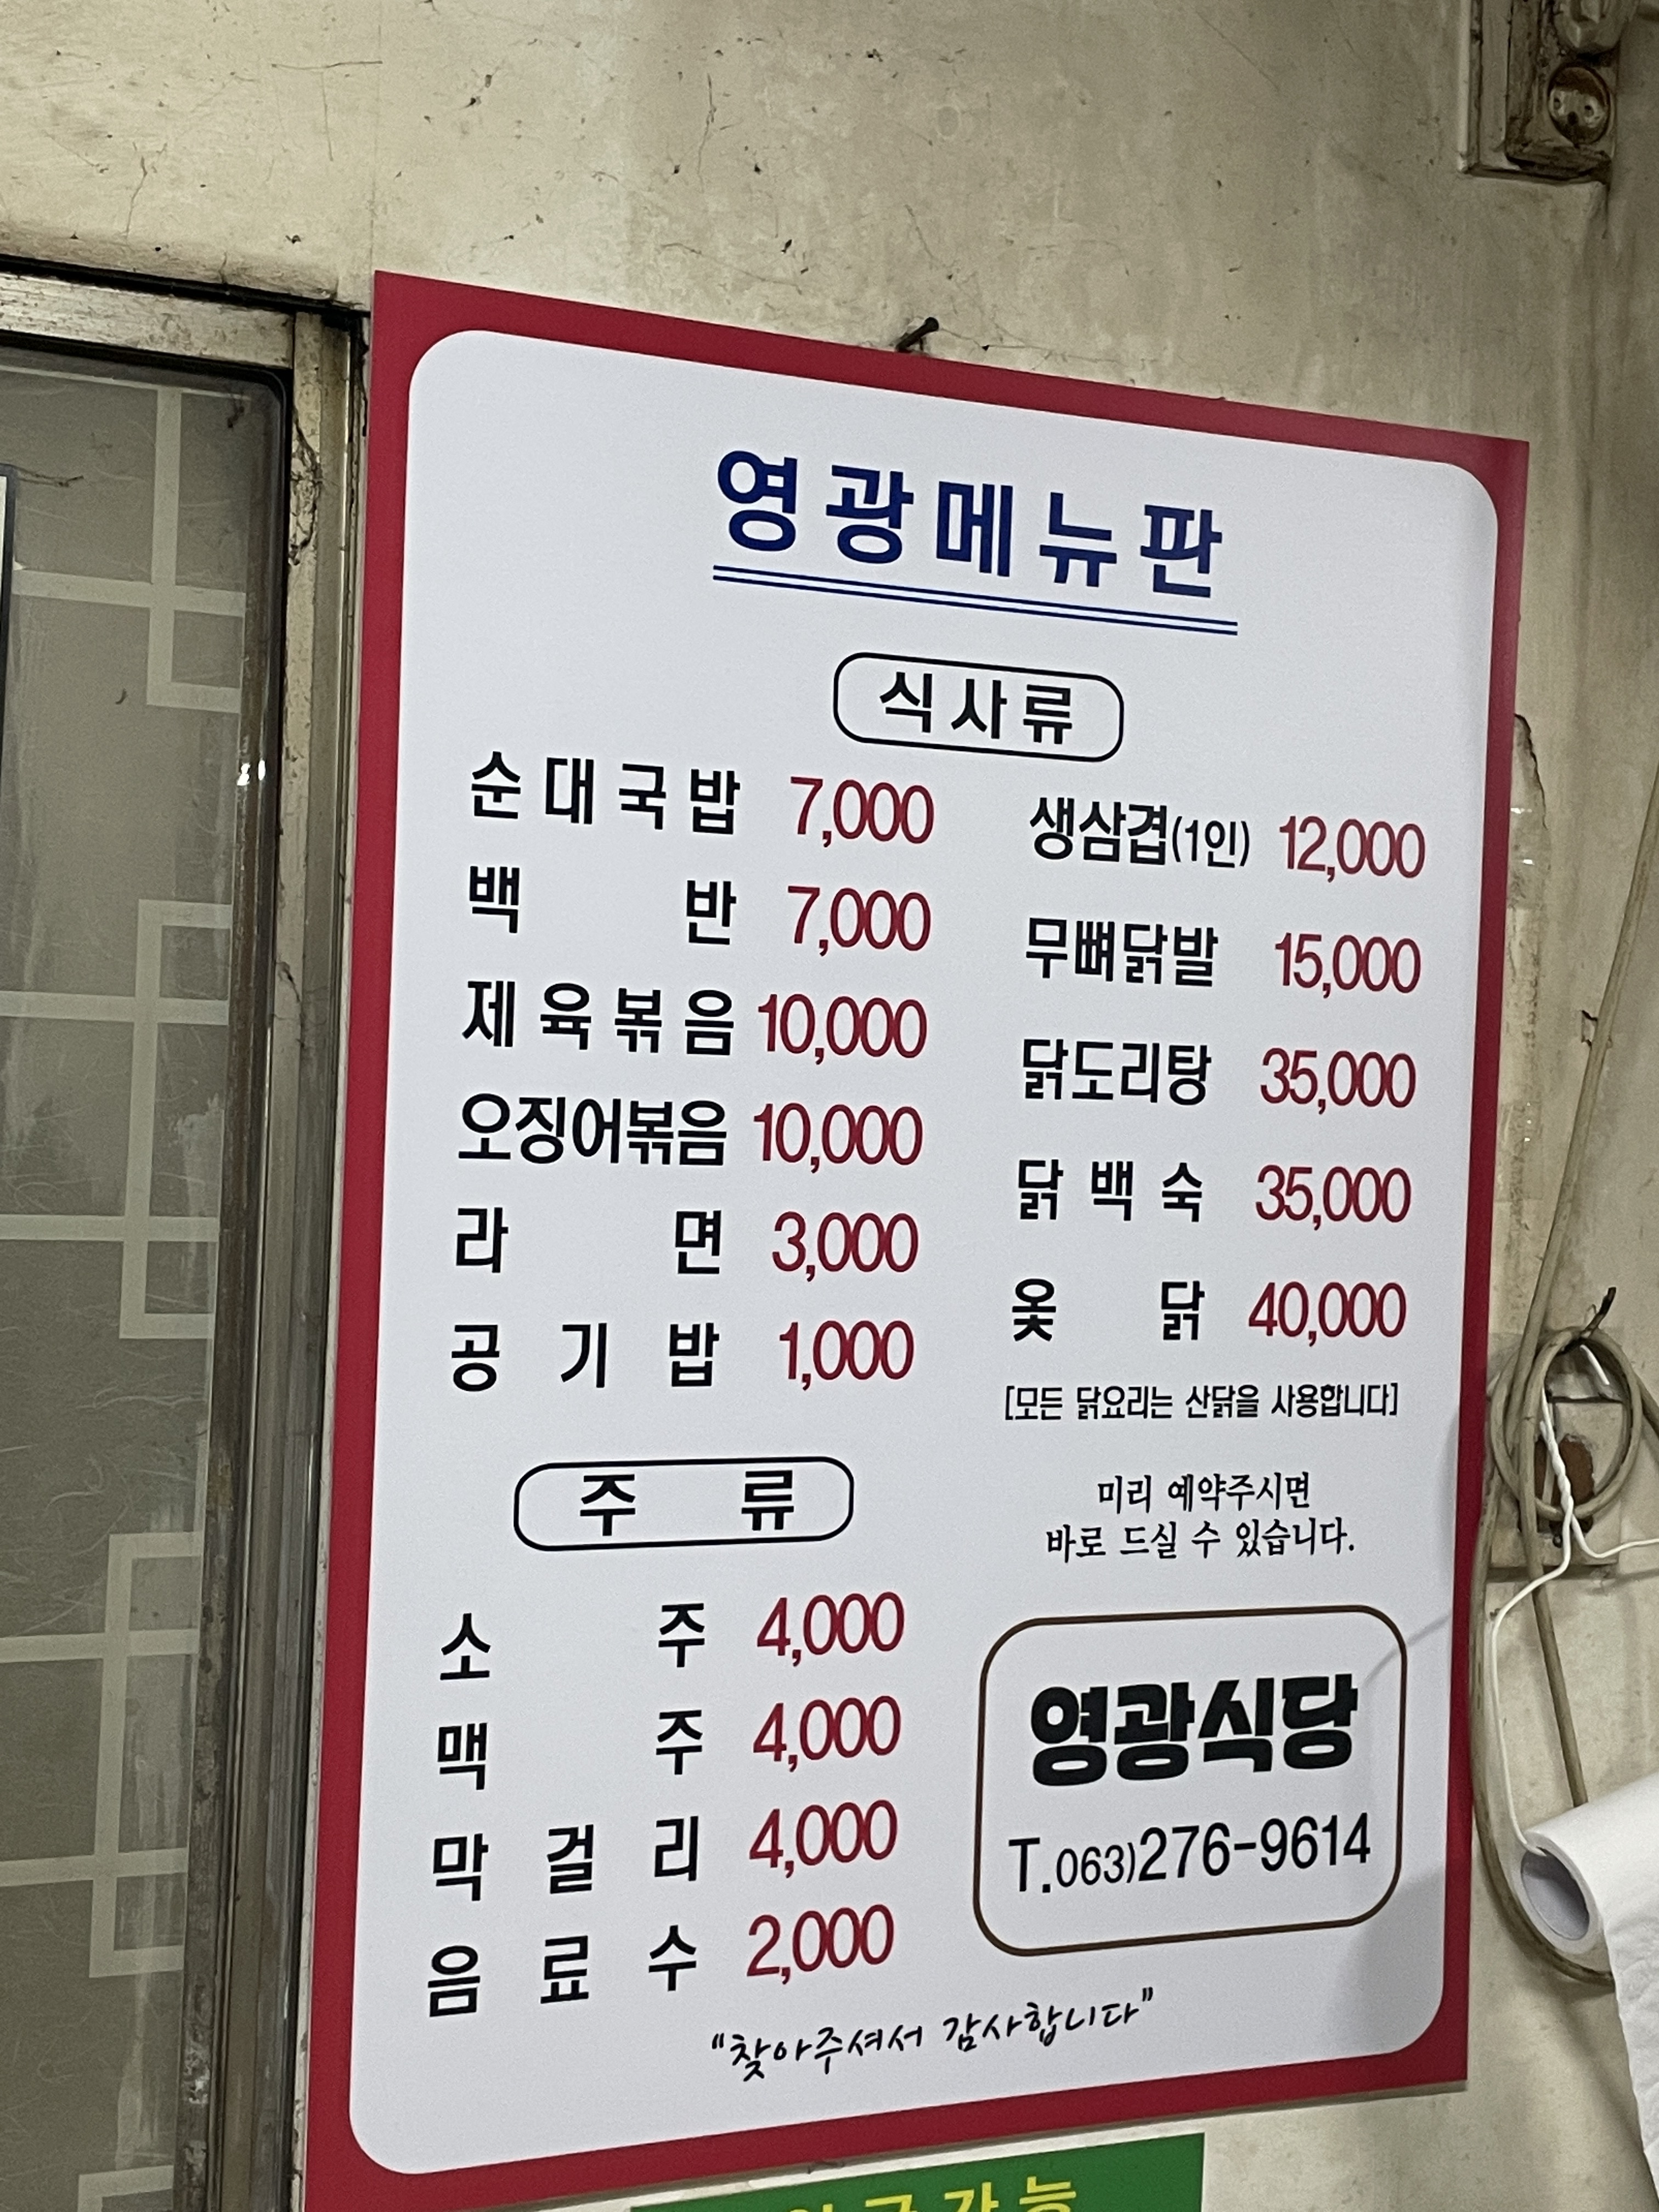 영광메뉴판
식사류
순대국밥 7,000
백반 7,000
제육볶음 10,000
오징어볶음 10,000
라면 3,000
공기밥 1,000
생삼겹(1인) 12,000
무뼈닭발 15,000
닭도리탕 35,000
닭백숙 35,000
옻닭 40,000
[모든 닭요리는 산닭을 사용합니다]
미리 예약주시면
바로 드실 수 있습니다.
주류
소주 4,000
맥주 4,000
막걸리 4,000
음료수 2,000
영광식당
T.063)276-9614
"찾아주셔서 감사합니다"
가능